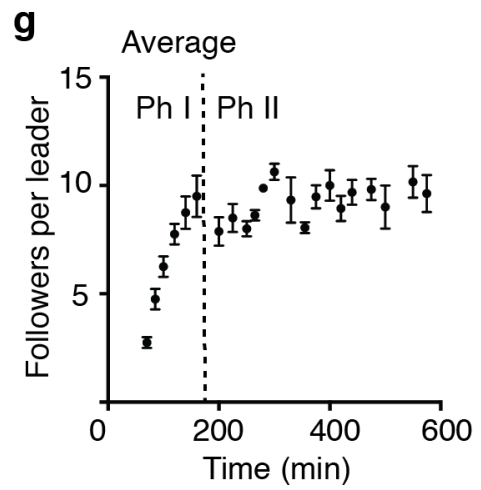 g
Average
15
Ph I
Ph II
10
5
Followers per leader
0
200
400
600
Time (min)